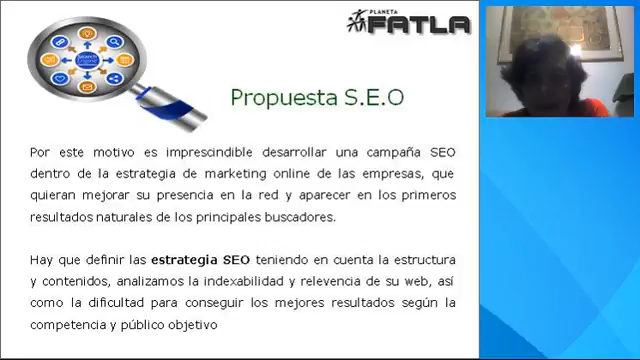 PLANETA
FATLA
Propuesta S.E.O
Por este motivo es imprescindible desarrollar una campaña SEO
dentro de la estrategia de marketing online de las empresas, que
quieran mejorar su presencia en la red y aparecer en los primeros
resultados naturales de los principales buscadores.
Hay que definir las estrategia SEO teniendo en cuenta la estructura
y contenidos, analizamos la indexabilidad y relevencia de su web, así
como la dificultad para conseguir los mejores resultados según la
competencia y público objetivo